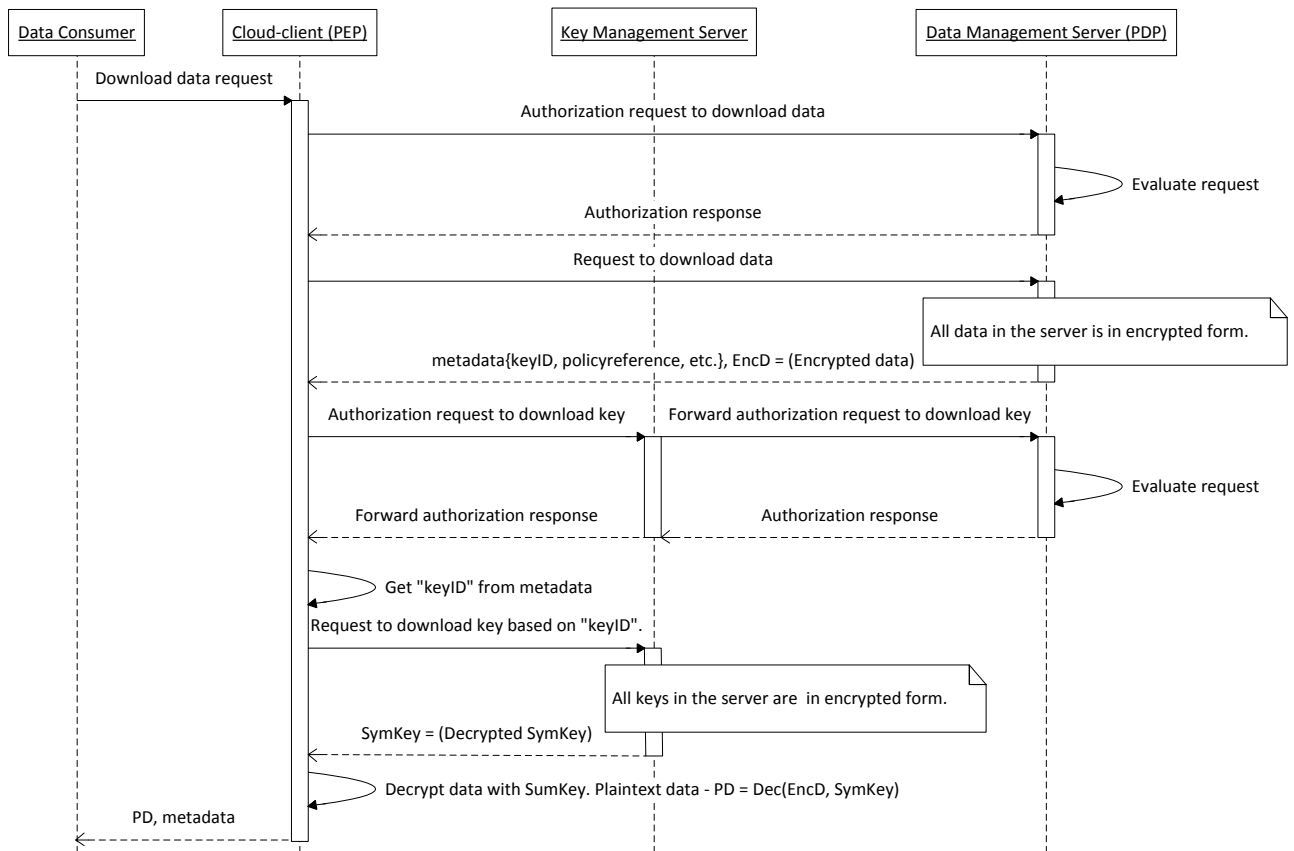 Data Consumer
Cloud-client (PEP)
Key Management Server
Data Management Server (PDP)
Download data request
Authorization request to download data
Evaluate request
Authorization response
Request to download data
All data in the server is in encrypted form.
metadata{keyID, policyreference, etc.}, EncD = (Encrypted data)
Authorization request to download key
Forward authorization request to download key
Evaluate request
Forward authorization response
Authorization response
Get "keyID" from metadata
Request to download key based on "keyID".
All keys in the server are  in encrypted form.
SymKey = (Decrypted SymKey)
Decrypt data with SumKey. Plaintext data - PD = Dec(EncD, SymKey)
PD, metadata